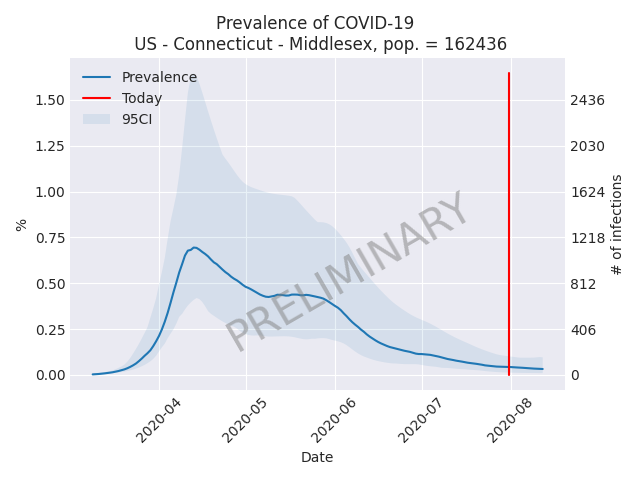 Prevalence of COVID-19
US - Connecticut - Middlesex, pop. = 162436
Prevalence
Today
95CI
PRELIMINARY
%
1.50
1.25
1.00
0.75
0.50
0.25
0.00
2436
2030
1624
1218
812
406
0
# of infections
2020-04
2020-05
2020-06
2020-07
2020-08
Date